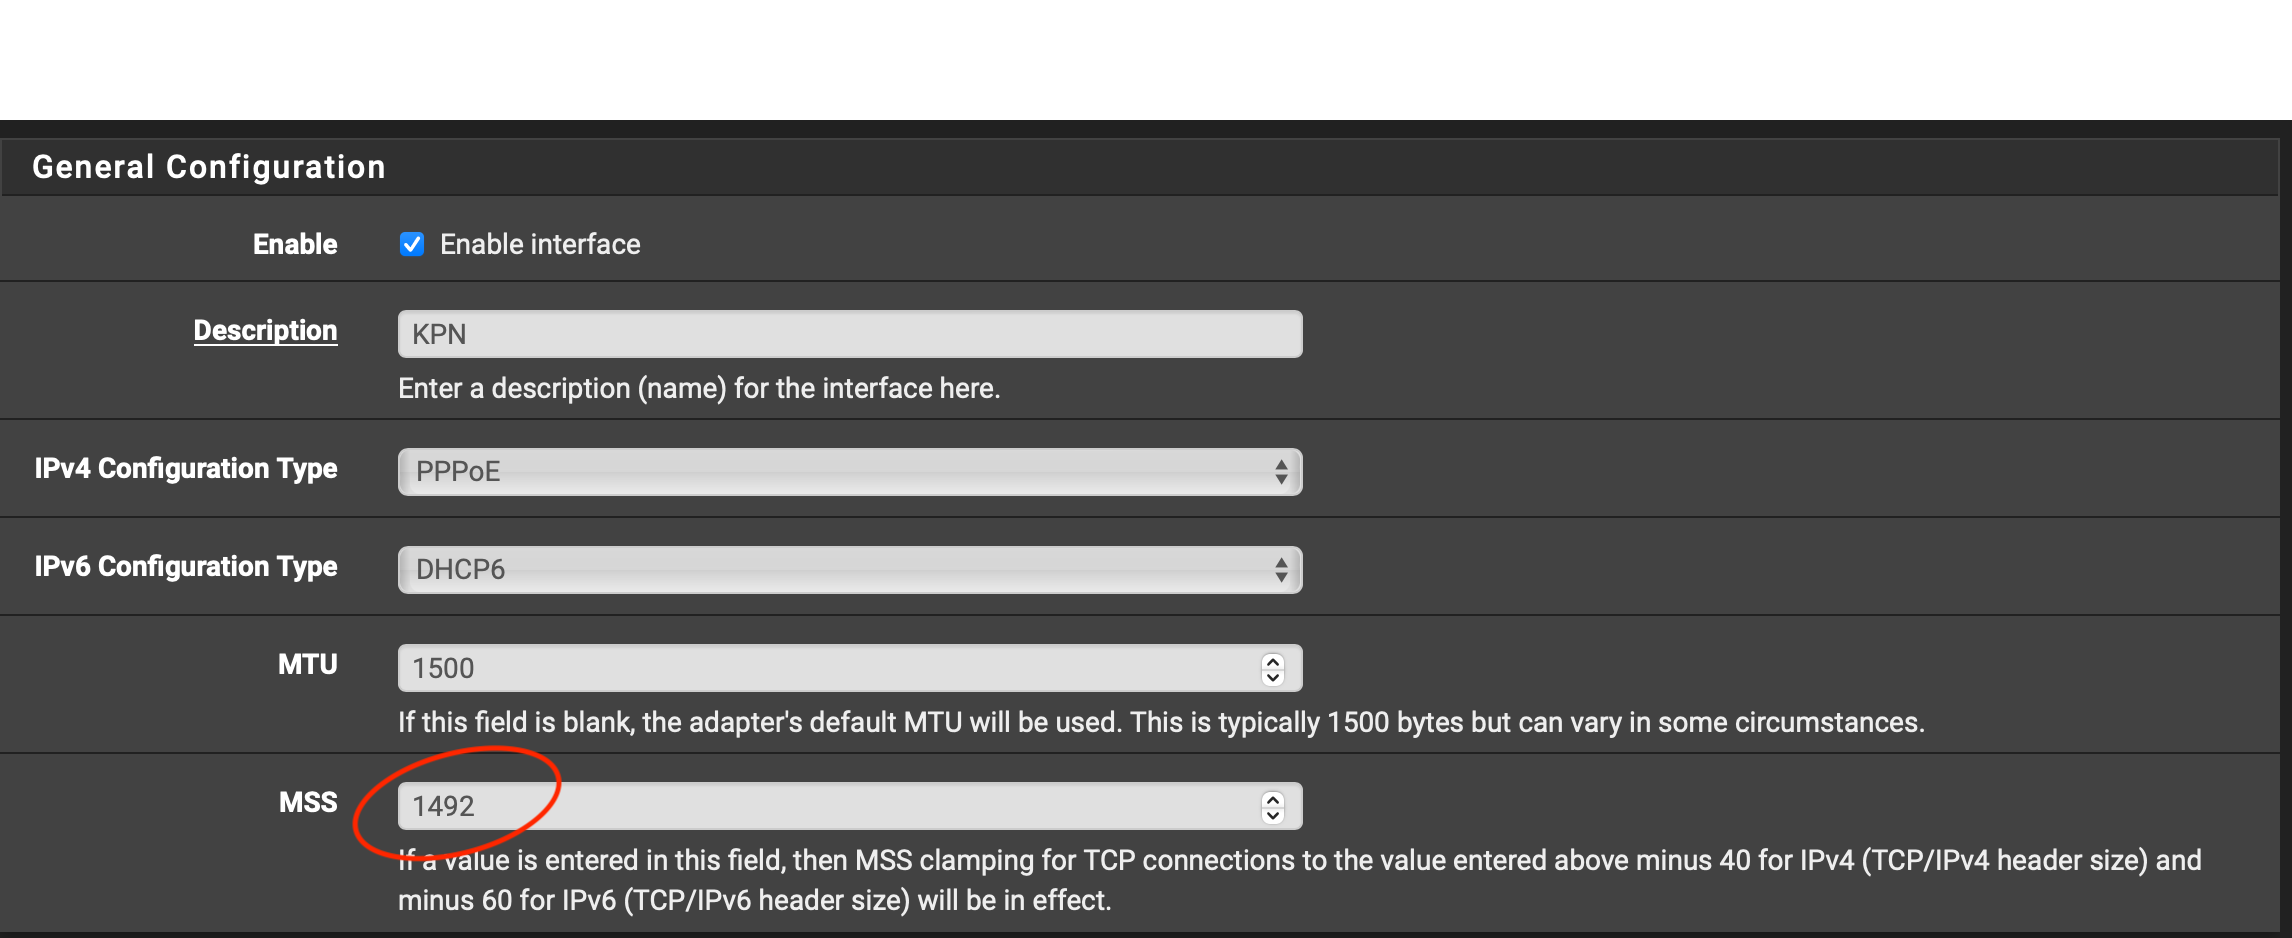 General Configuration
Enable
Enable interface
Description
KPN
Enter a description (name) for the interface here.
IPv4 Configuration Type
PPPoE
IPv6 Configuration Type
DHCP6
MTU
1500
If this field is blank, the adapter's default MTU will be used. This is typically 1500 bytes but can vary in some circumstances.
MSS
1492
If a value is entered in this field, then MSS clamping for TCP connections to the value entered above minus 40 for IPv4 (TCP/IPv4 header size) and
minus 60 for IPv6 (TCP/IPv6 header size) will be in effect.